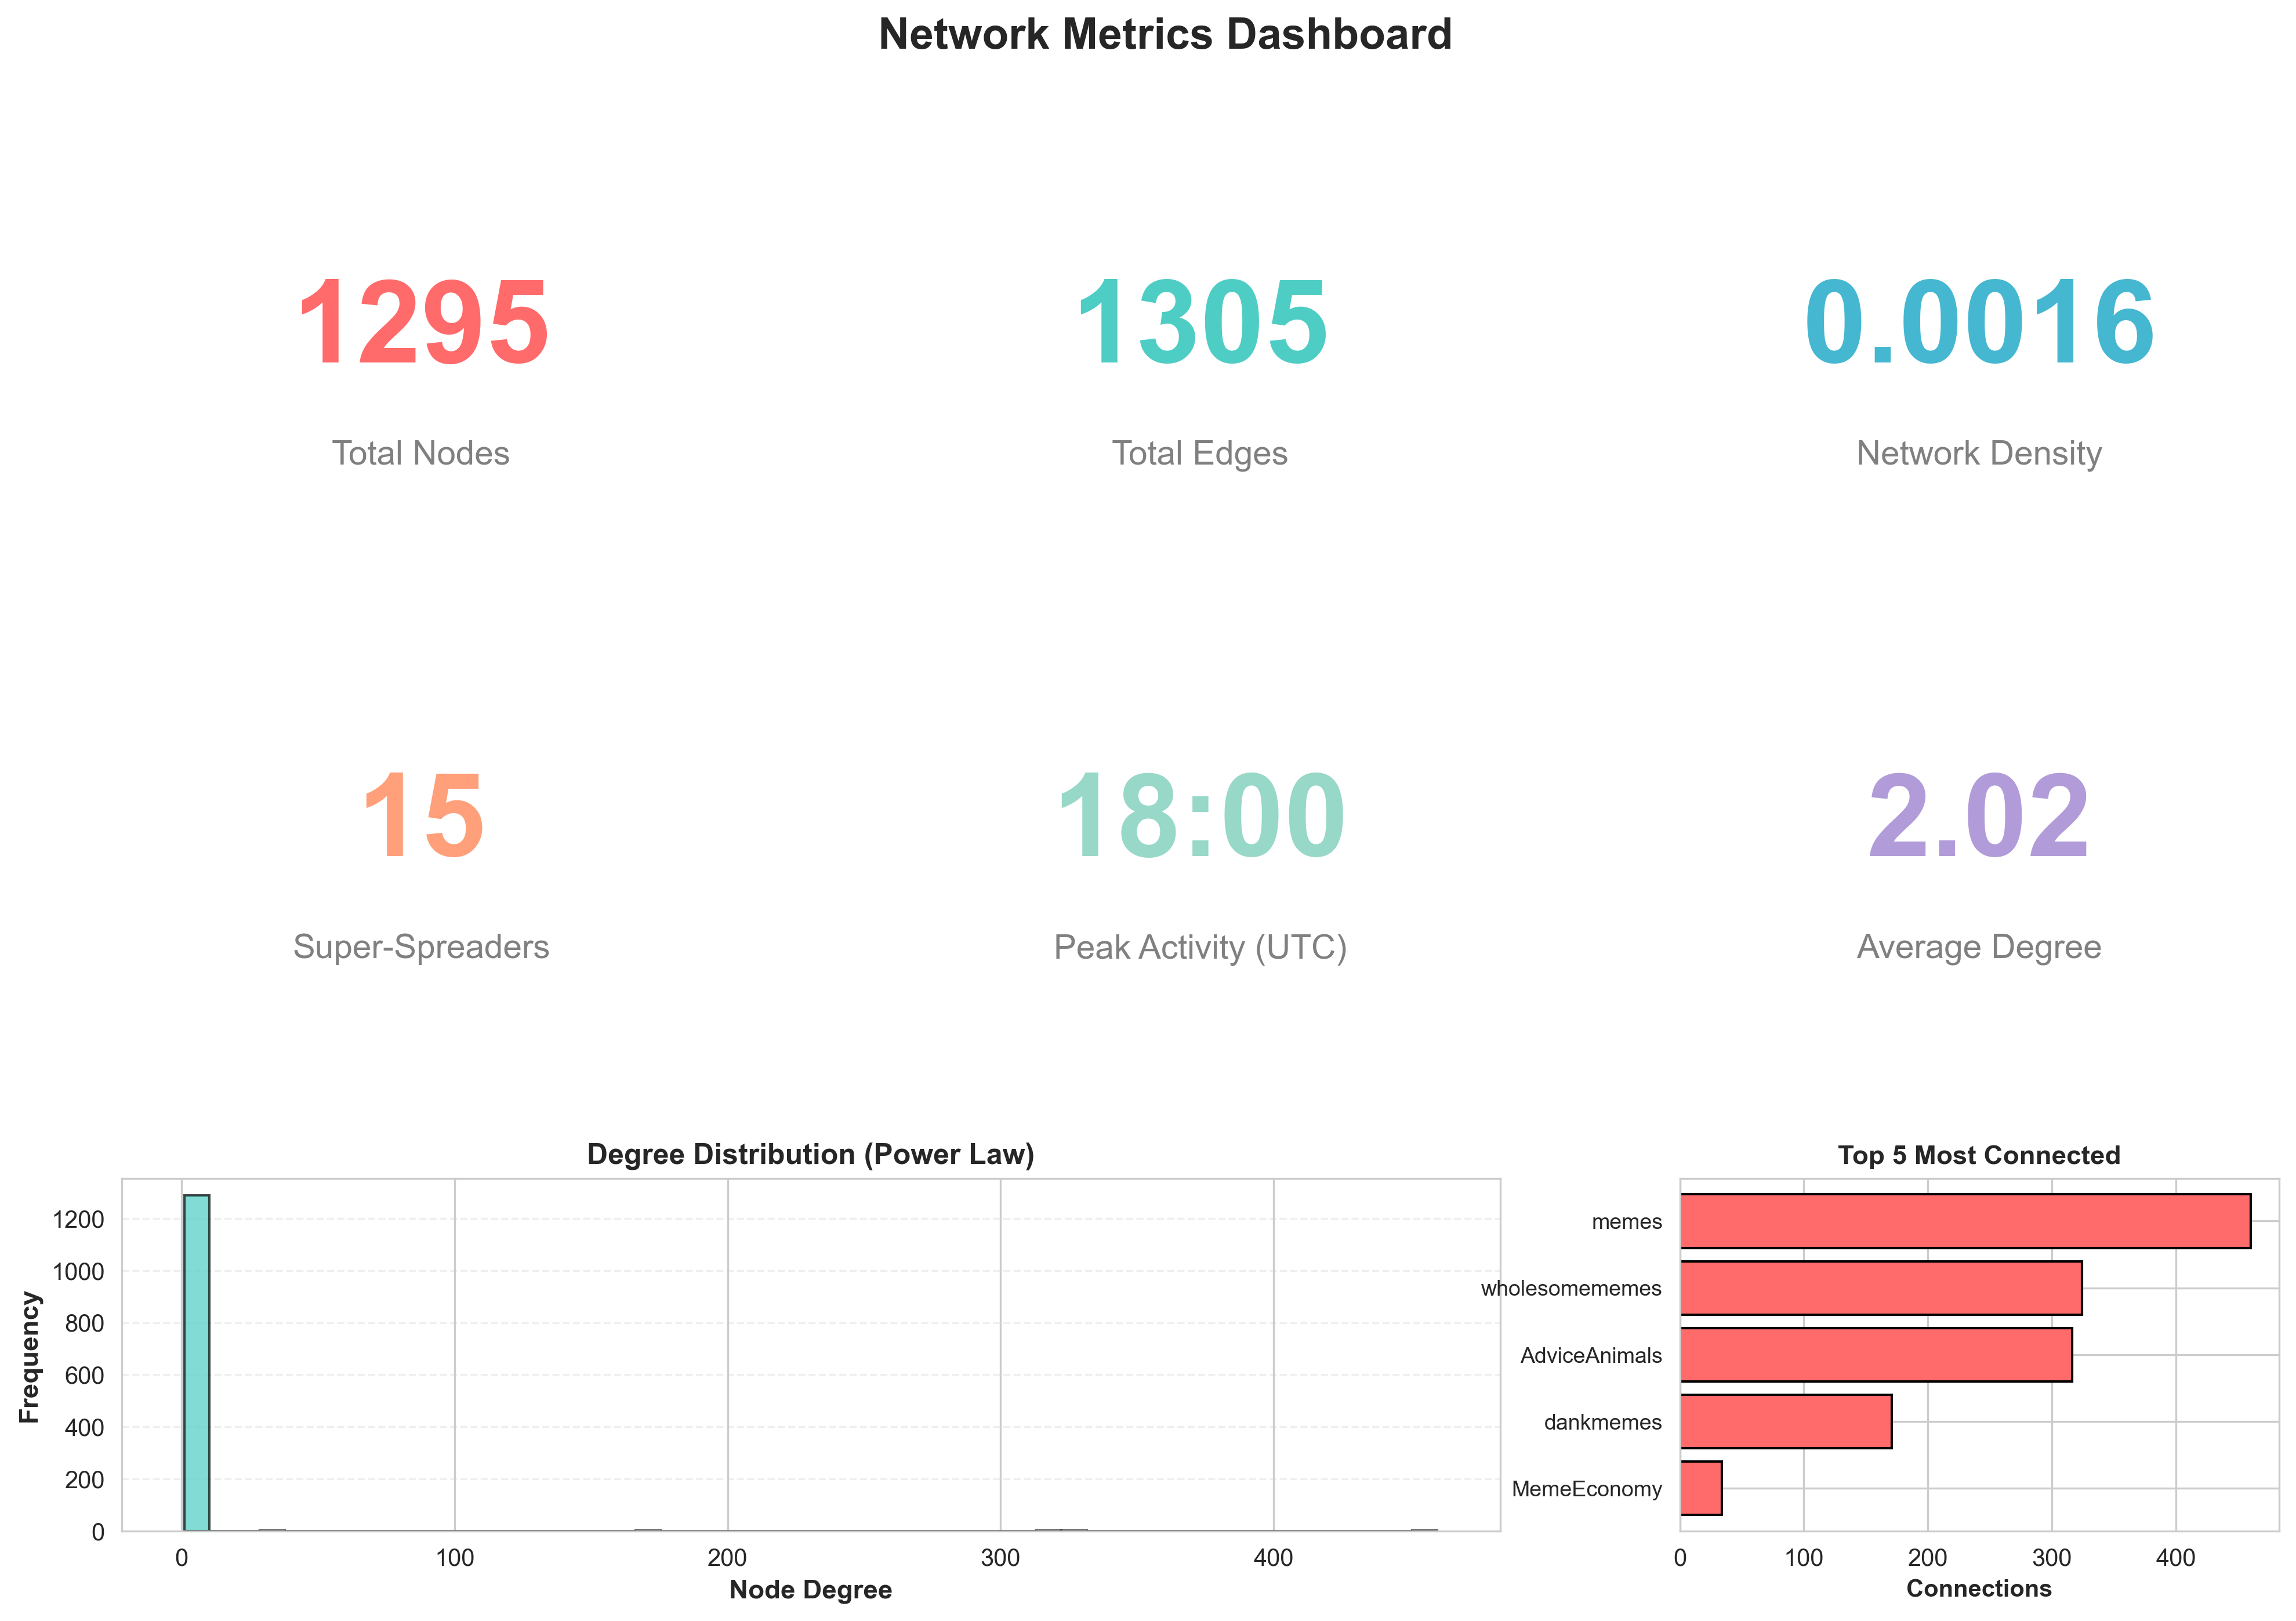 Network Metrics Dashboard
1295
Total Nodes
1305
Total Edges
0.0016
Network Density
15
Super-Spreaders
18:00
Peak Activity (UTC)
2.02
Average Degree
Degree Distribution (Power Law)
Frequency
1200
1000
800
600
400
200
0
0 100 200 300 400
Node Degree
Top 5 Most Connected
memes
wholesomememes
AdviceAnimals
dankmemes
MemeEconomy
0 100 200 300 400
Connections